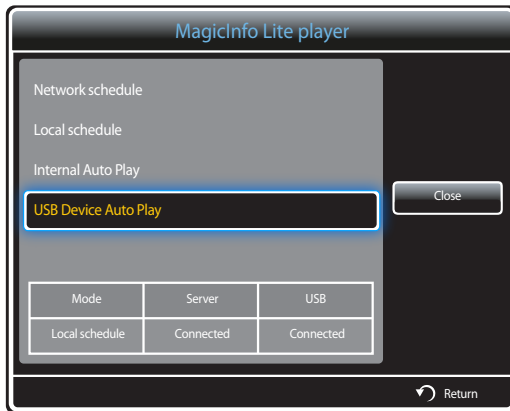 MagicInfo Lite player
Network schedule
Local schedule
Internal Auto Play
USB Device Auto Play
Close
Mode Server USB
Local schedule Connected Connected
Return